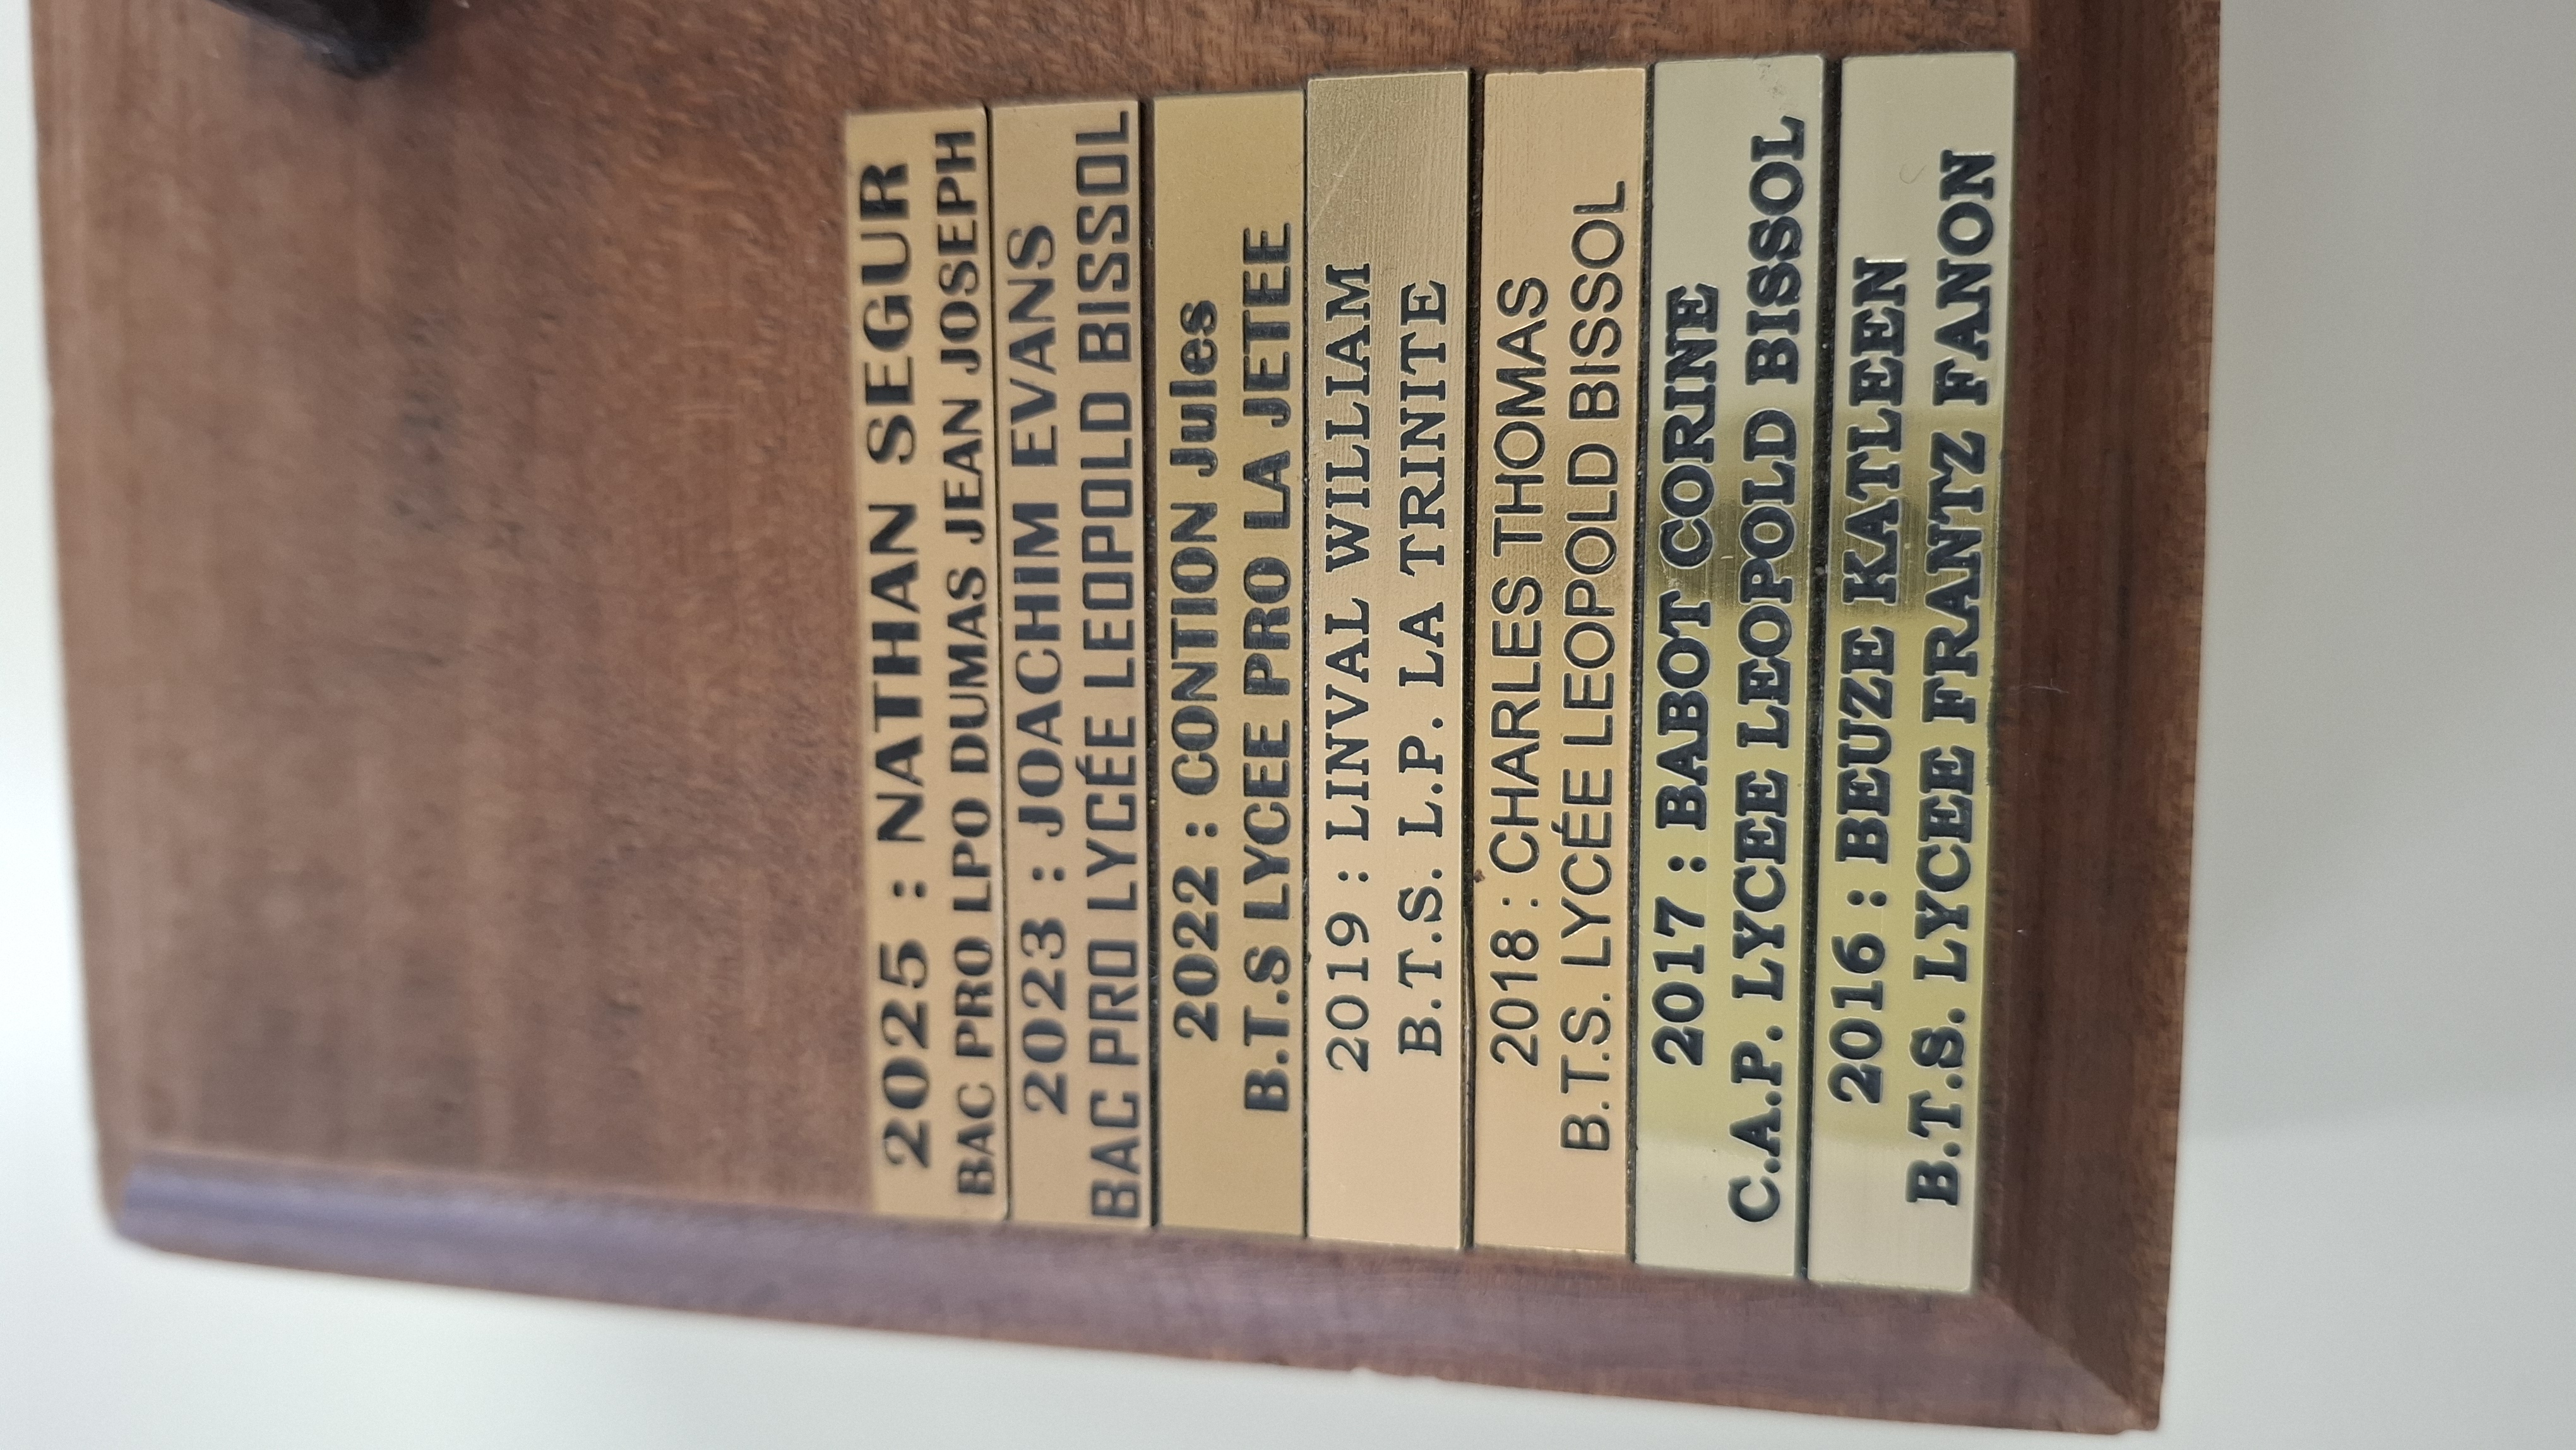 2025 : NATHAN SEGUR
BAC PRO LPO DUMAS JEAN JOSEPH
2023 : JOACHIM EVANS
BAC PRO LYCÉE LEOPOLD BISSOL
2022 : CONTION Jules
B.T.S LYCEE PRO LA JETEE
2019 : LINVAL WILLIAM
B.T.S. L.P. LA TRINITE
2018 : CHARLES THOMAS
B.T.S. LYCÉE LEOPOLD BISSOL
2017 : BABOT CORINE
C.A.P. LYCEE LEOPOLD BISSOL
2016 : BEUZE KATLEEN
B.T.S. LYCEE FRANTZ FANON